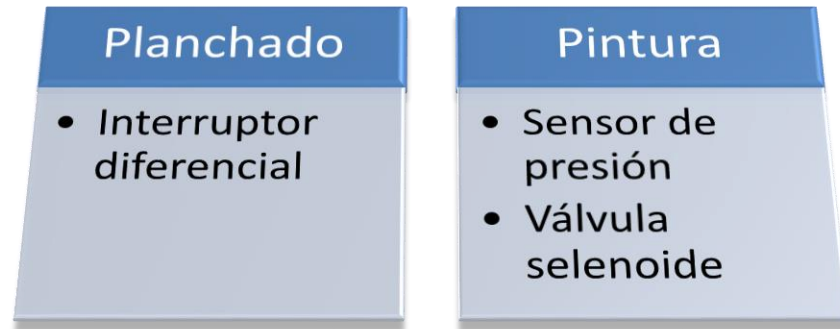 Planchado
• Interruptor
diferencial
Pintura
• Sensor de
presión
• Válvula
selenoide